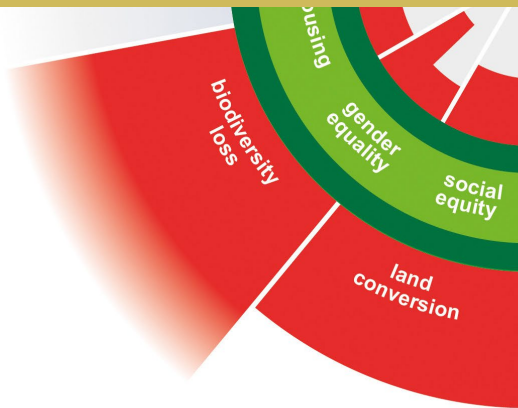 ousing
biodiversity
loss
gender
equality
social
equity
land
conversion